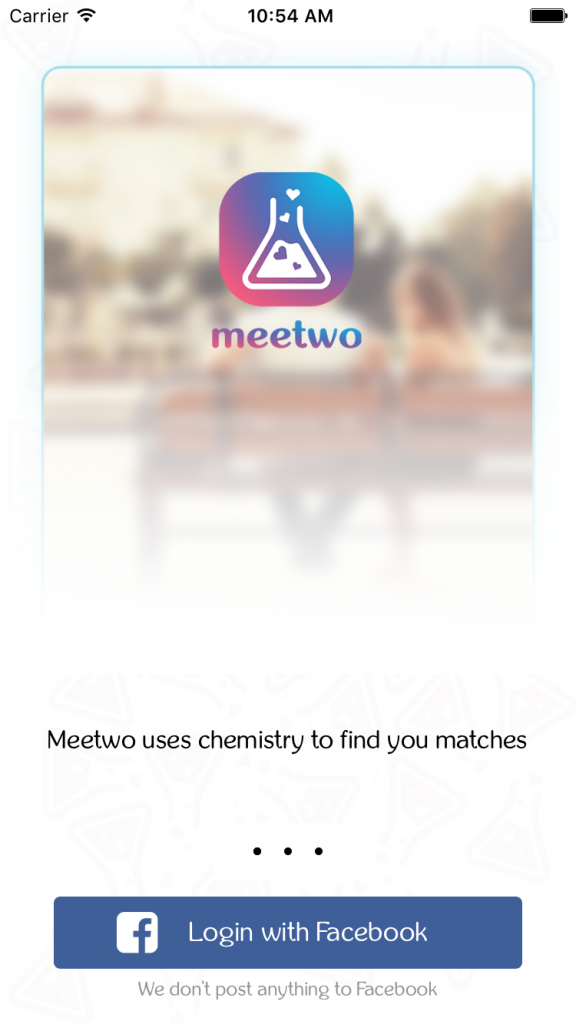 Carrier 10:54 AM
meetwo
Meetwo uses chemistry to find you matches
Login with Facebook
We don't post anything to Facebook